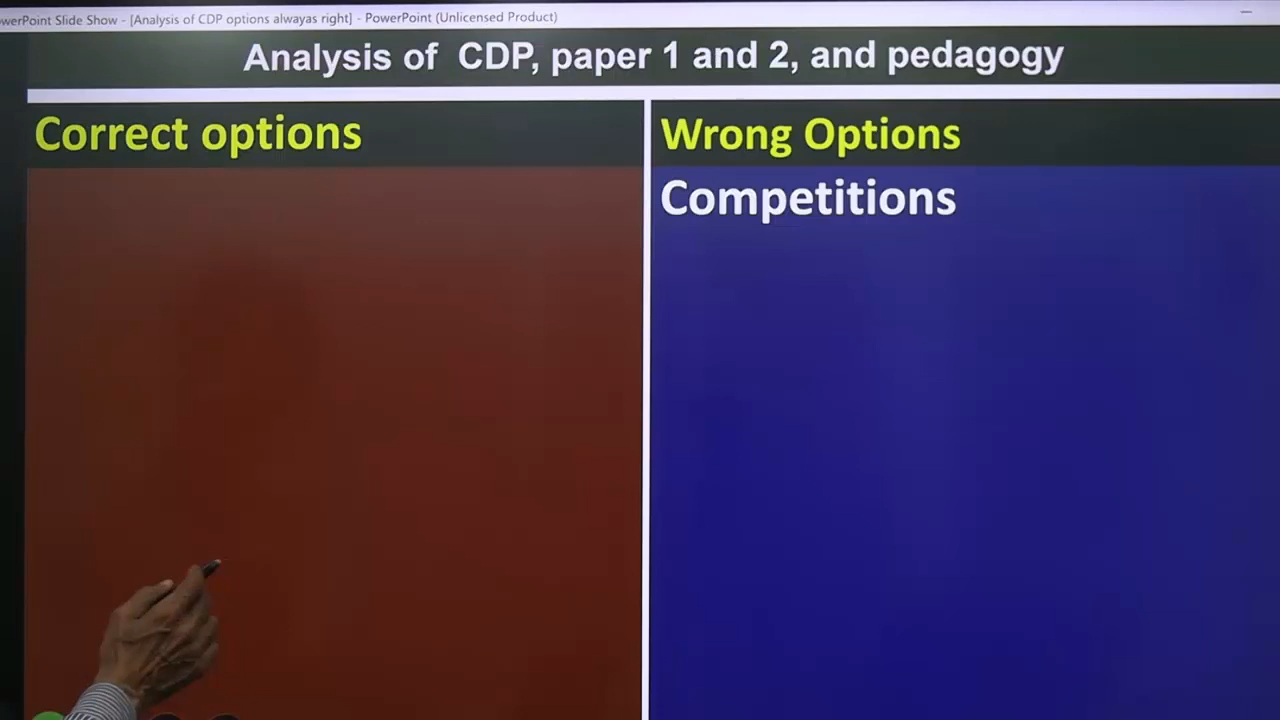 werPoint Slide Show - [Analysis of CDP options alwayas right] - PowerPoint (Unlicensed Product)
Analysis of CDP, paper 1 and 2, and pedagogy
Correct options
Wrong Options
Competitions